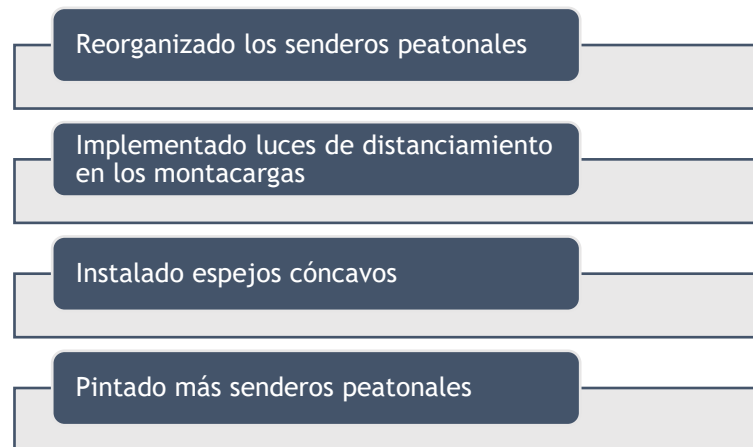 Reorganizado los senderos peatonales
Implementado luces de distanciamiento
en los montacargas
Instalado espejos cóncavos
Pintado más senderos peatonales